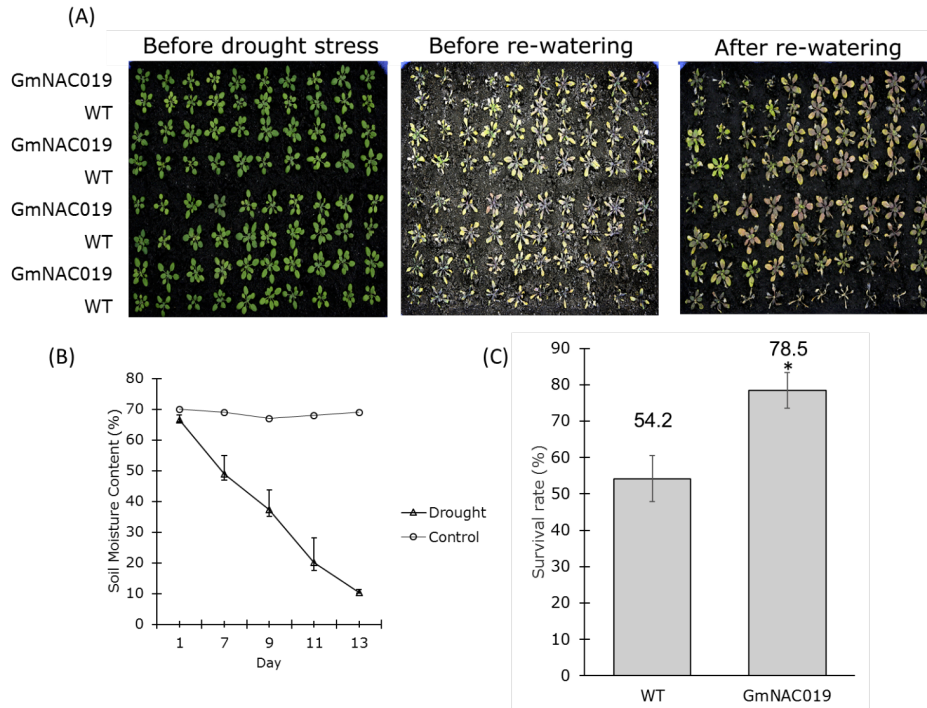 (A)
Before drought stress
Before re-watering
After re-watering
GmNAC019
WT
GmNAC019
WT
GmNAC019
WT
GmNAC019
WT
(B)
80
70
60
50
40
30
20
10
0
Soil Moisture Content (%)
1 7 9 11 13
Day
Drought
Control
(C)
90
80
70
60
50
40
30
20
10
0
Survival rate (%)
54.2
78.5
*
WT GmNAC019